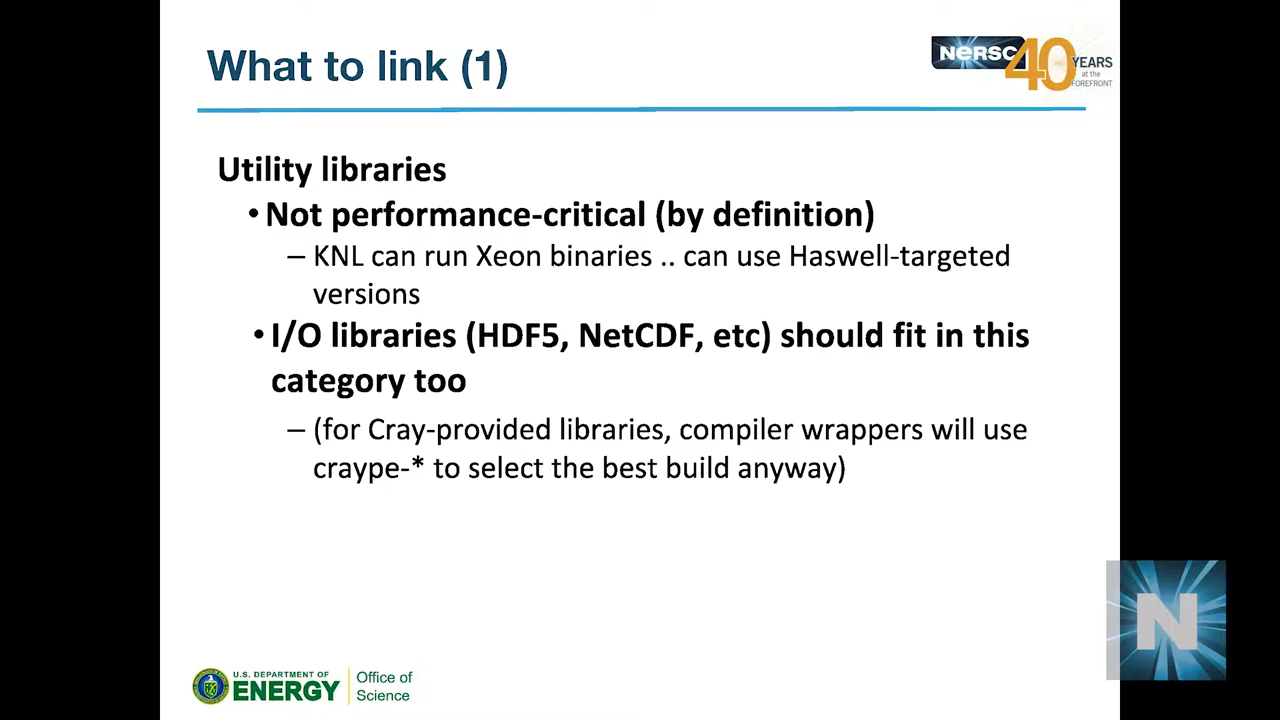 What to link (1)
NERSC 40 YEARS
at the
FOREFRONT
Utility libraries
• Not performance-critical (by definition)
– KNL can run Xeon binaries .. can use Haswell-targeted
versions
• I/O libraries (HDF5, NetCDF, etc) should fit in this
category too
– (for Cray-provided libraries, compiler wrappers will use
craype-* to select the best build anyway)
N
U.S. DEPARTMENT OF
ENERGY
Office of
Science